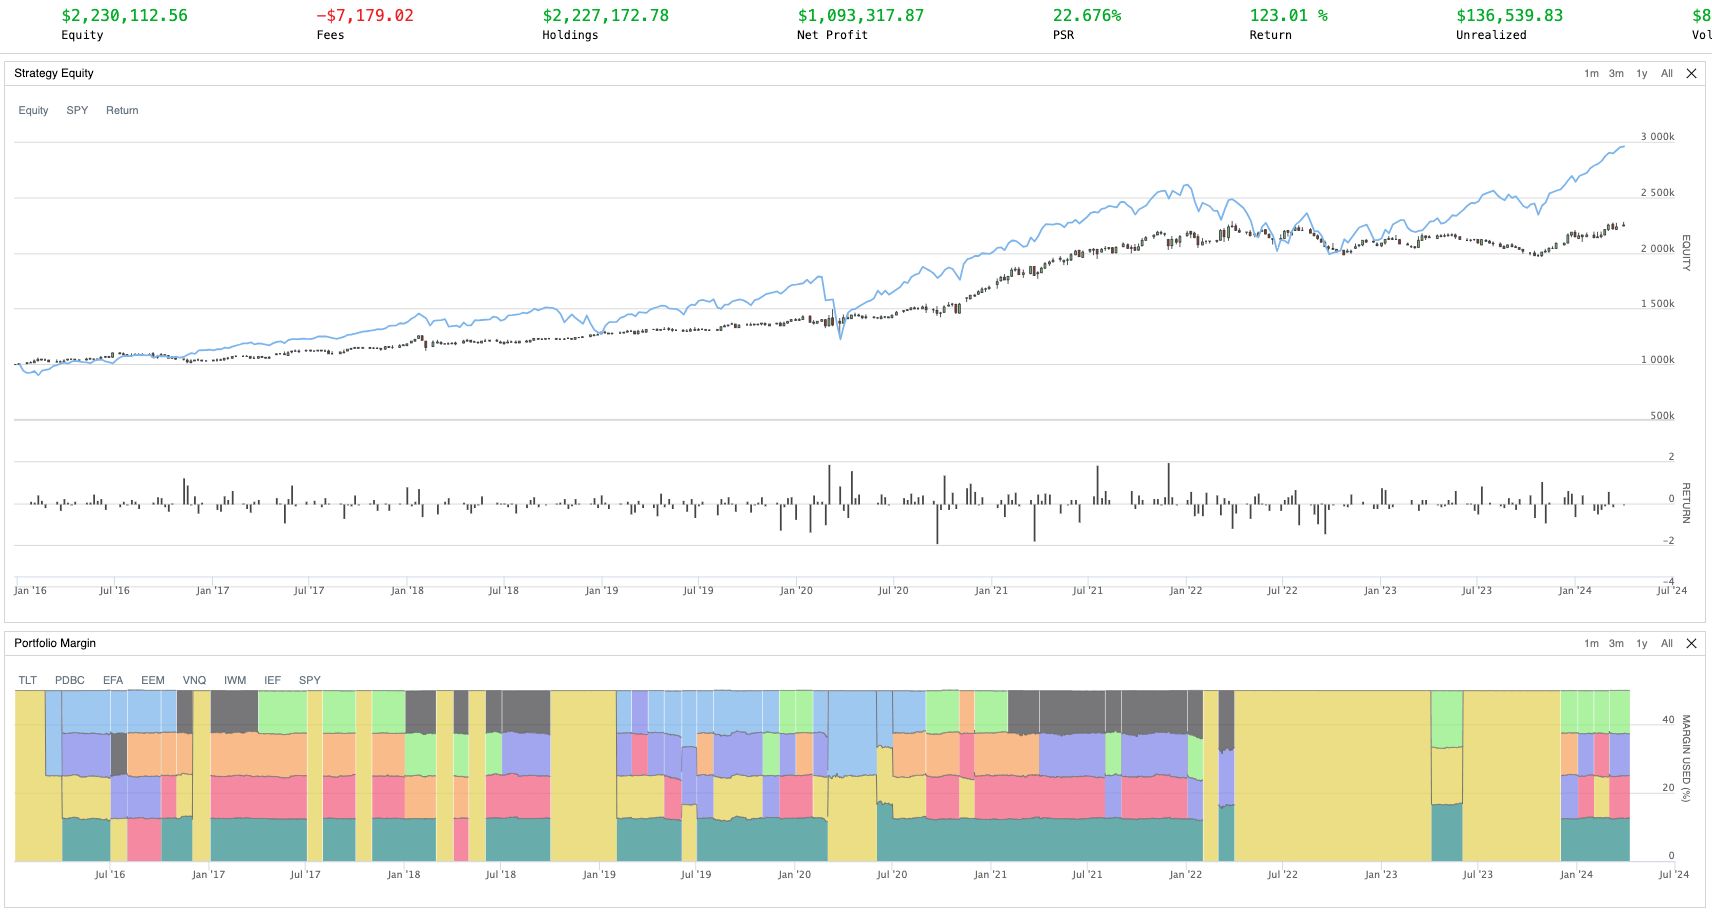 $2,230,112.56 −$7,179.02 $2,227,172.78 $1,093,317.87 22.676% 123.01 % $136,539.83 $8
Equity Fees Holdings Net Profit PSR Return Unrealized Vol
Strategy Equity 1m 3m 1y All
Equity SPY Return
3 000k
2 500k
2 000k
1 500k
1 000k
500k
EQUITY
2
0
−2
−4
RETURN
Jan '16 Jul '16 Jan '17 Jul '17 Jan '18 Jul '18 Jan '19 Jul '19 Jan '20 Jul '20 Jan '21 Jul '21 Jan '22 Jul '22 Jan '23 Jul '23 Jan '24 Jul '24
Portfolio Margin 1m 3m 1y All
TLT PDBC EFA EEM VNQ IWM IEF SPY
40
20
0
MARGIN USED (%)
Jul '16 Jan '17 Jul '17 Jan '18 Jul '18 Jan '19 Jul '19 Jan '20 Jul '20 Jan '21 Jul '21 Jan '22 Jul '22 Jan '23 Jul '23 Jan '24 Jul '24